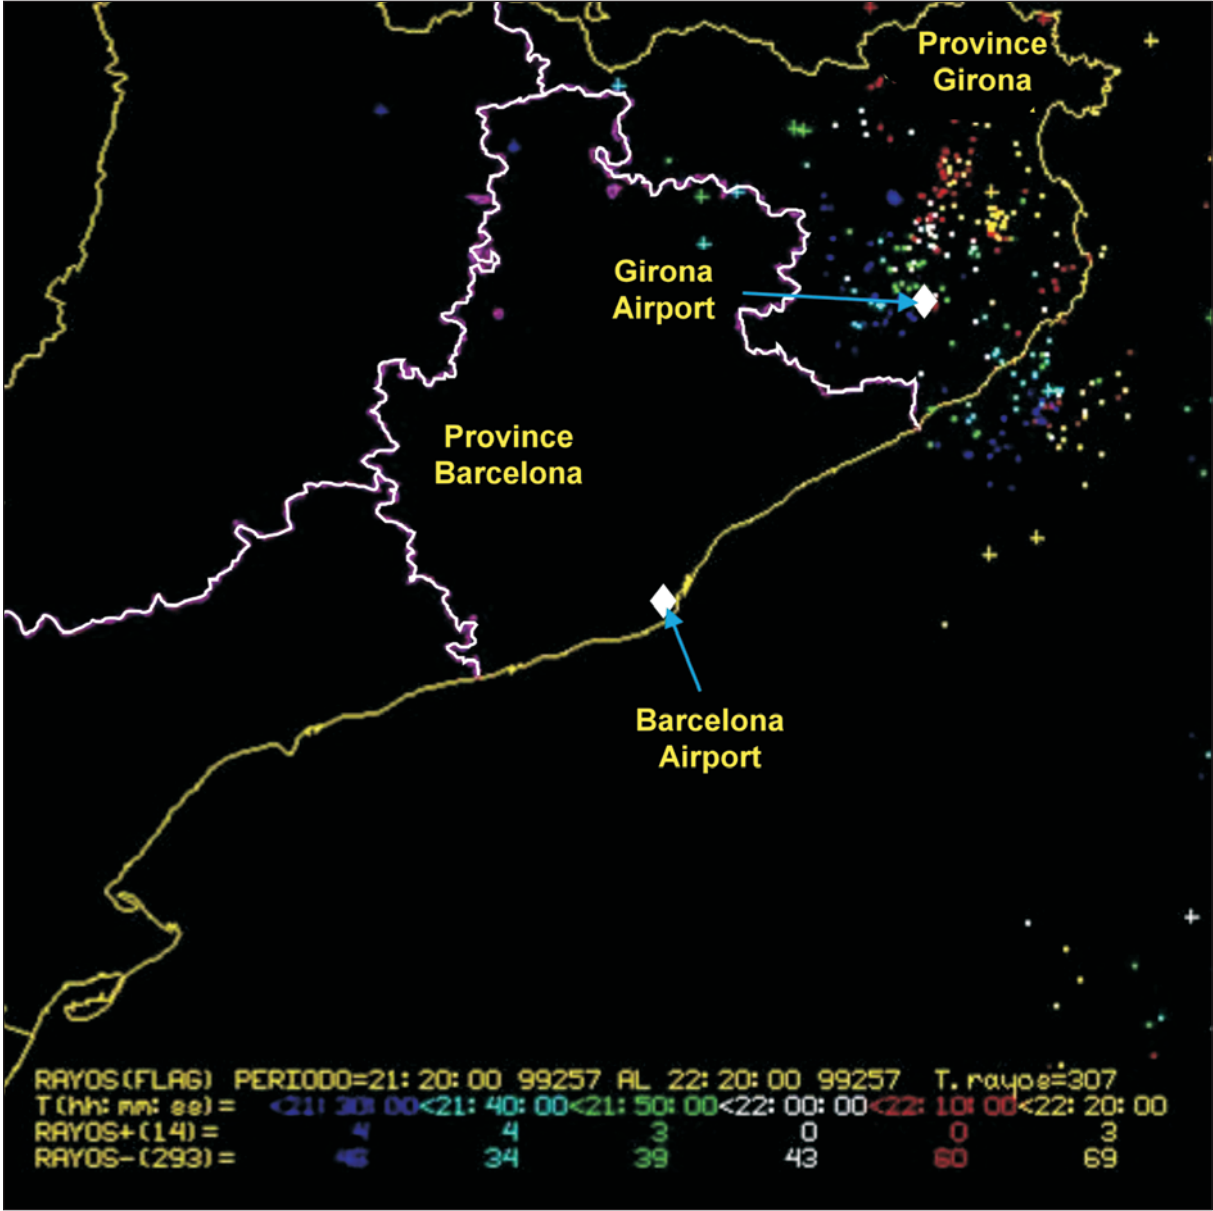 Province
Girona
Girona
Airport
Province
Barcelona
Barcelona
Airport
RAYOS(FLAG) PERIODO=21:20:00 99257 AL 22:20:00 99257 T.rayos=307
T(hh:mm:ss)= <21:30:00<21:40:00<21:50:00<22:00:00<22:10:00<22:20:00
RAYOS+(14)= 4 4 3 0 0 3
RAYOS-(293)= 48 34 39 43 60 69